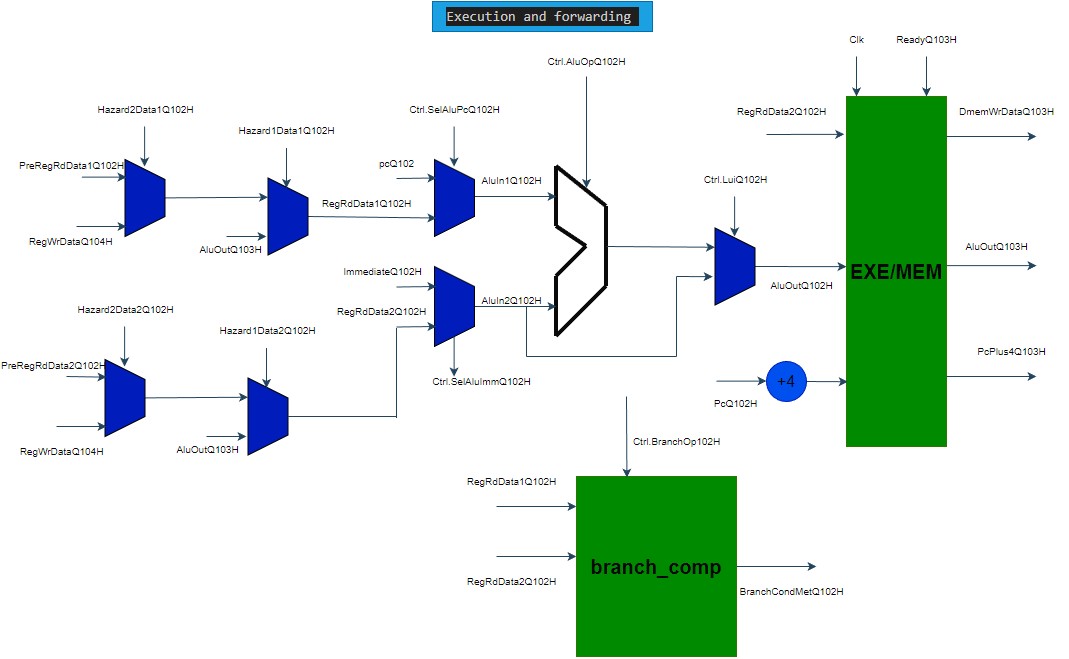 Execution and forwarding
Clk
ReadyQ103H
Ctrl.AluOpQ102H
Hazard2Data1Q102H
Ctrl.SelAluPcQ102H
RegRdData2Q102H
DmemWrDataQ103H
Hazard1Data1Q102H
PreRegRdData1Q102H
pcQ102
AluIn1Q102H
Ctrl.LuiQ102H
RegRdData1Q102H
RegWrDataQ104H
AluOutQ103H
AluOutQ103H
ImmediateQ102H
EXE/MEM
AluOutQ102H
AluIn2Q102H
Hazard2Data2Q102H
RegRdData2Q102H
Hazard1Data2Q102H
PcPlus4Q103H
PreRegRdData2Q102H
Ctrl.SelAluImmQ102H
+4
PcQ102H
RegWrDataQ104H
AluOutQ103H
Ctrl.BranchOp102H
RegRdData1Q102H
branch_comp
RegRdData2Q102H
BranchCondMetQ102H